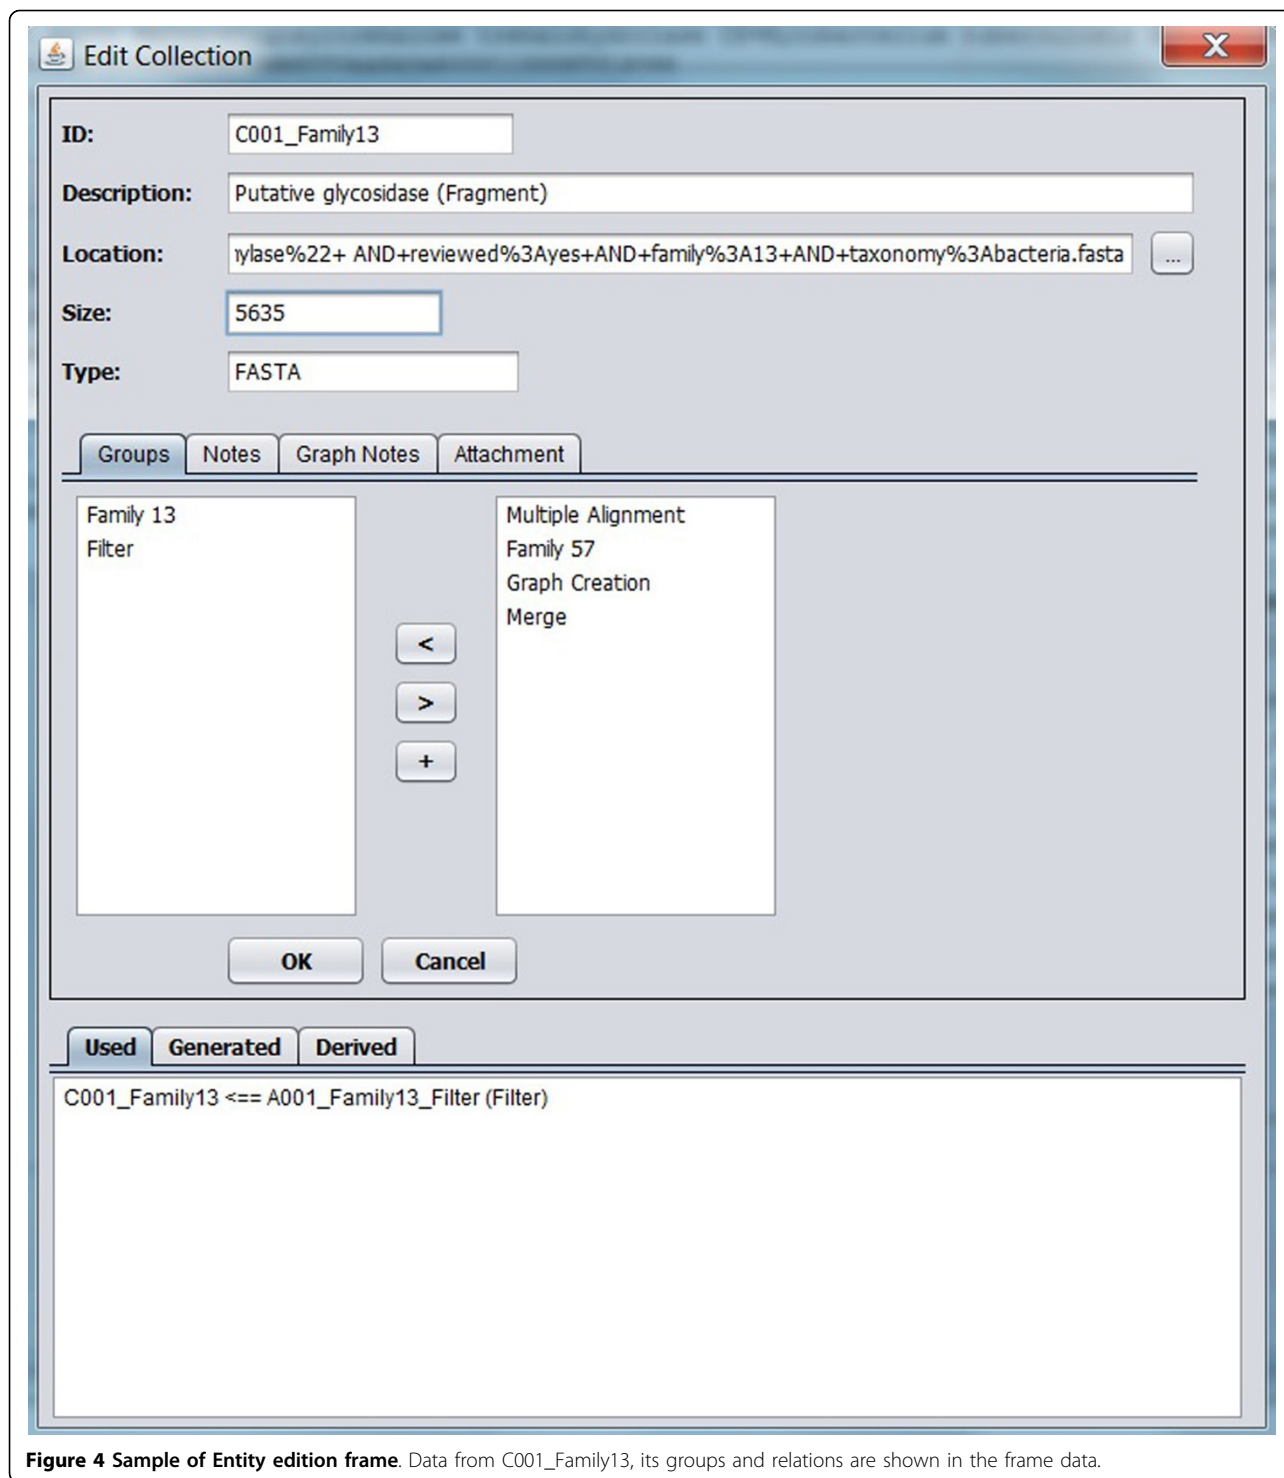 Edit Collection
X
ID: C001_Family13
Description: Putative glycosidase (Fragment)
Location: ylase%22+ AND+reviewed%3Ayes+AND+family%3A13+AND+taxonomy%3Abacteria.fasta ...
Size: 5635
Type: FASTA
Groups Notes Graph Notes Attachment
Family 13 Multiple Alignment
Filter Family 57
Graph Creation
Merge
<
>
+
OK Cancel
Used Generated Derived
C001_Family13 <== A001_Family13_Filter (Filter)
Figure 4 Sample of Entity edition frame. Data from C001_Family13, its groups and relations are shown in the frame data.